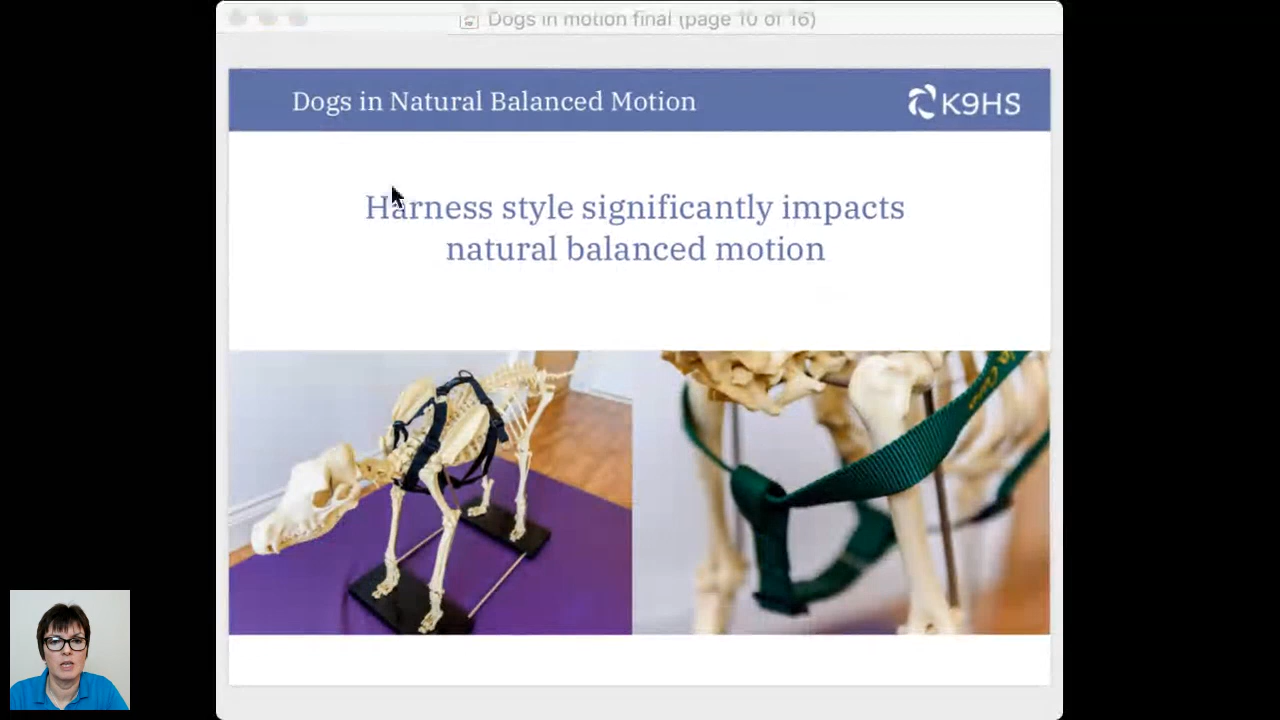 Dogs in motion final (page 10 of 16)
Dogs in Natural Balanced Motion
K9HS
Harness style significantly impacts
natural balanced motion